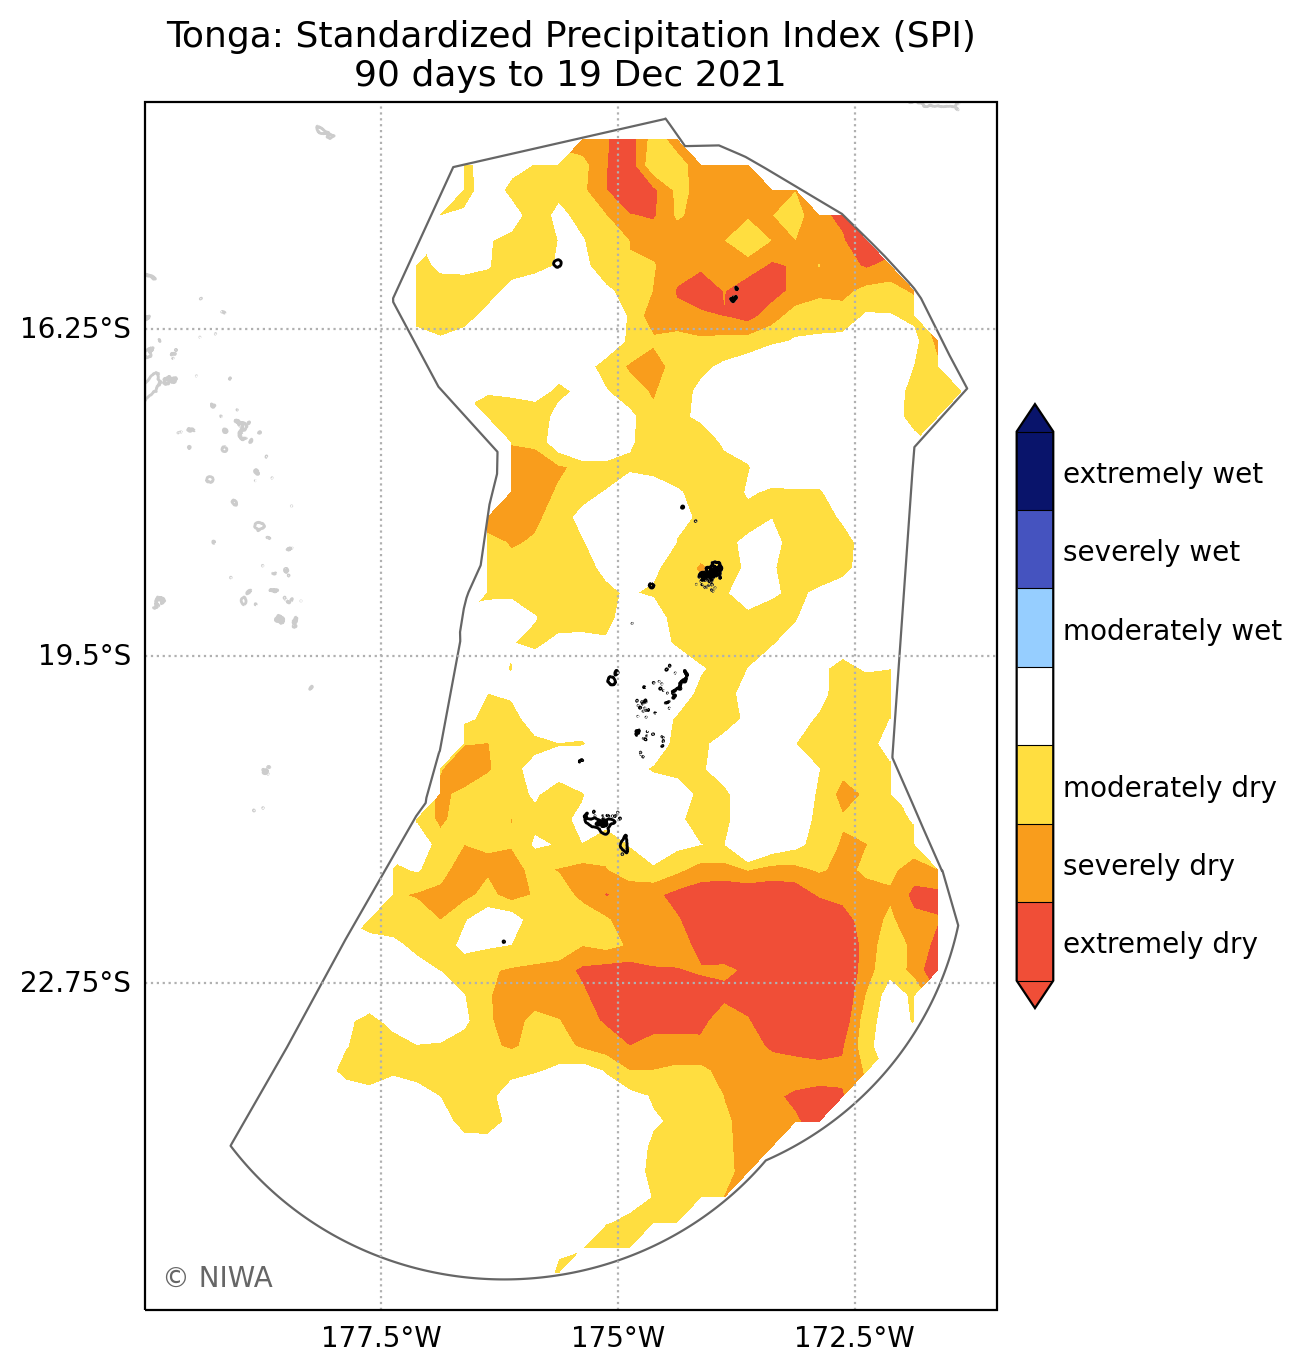 Tonga: Standardized Precipitation Index (SPI)
90 days to 19 Dec 2021
16.25°S
19.5°S
22.75°S
177.5°W
175°W
172.5°W
extremely wet
severely wet
moderately wet
moderately dry
severely dry
extremely dry
© NIWA